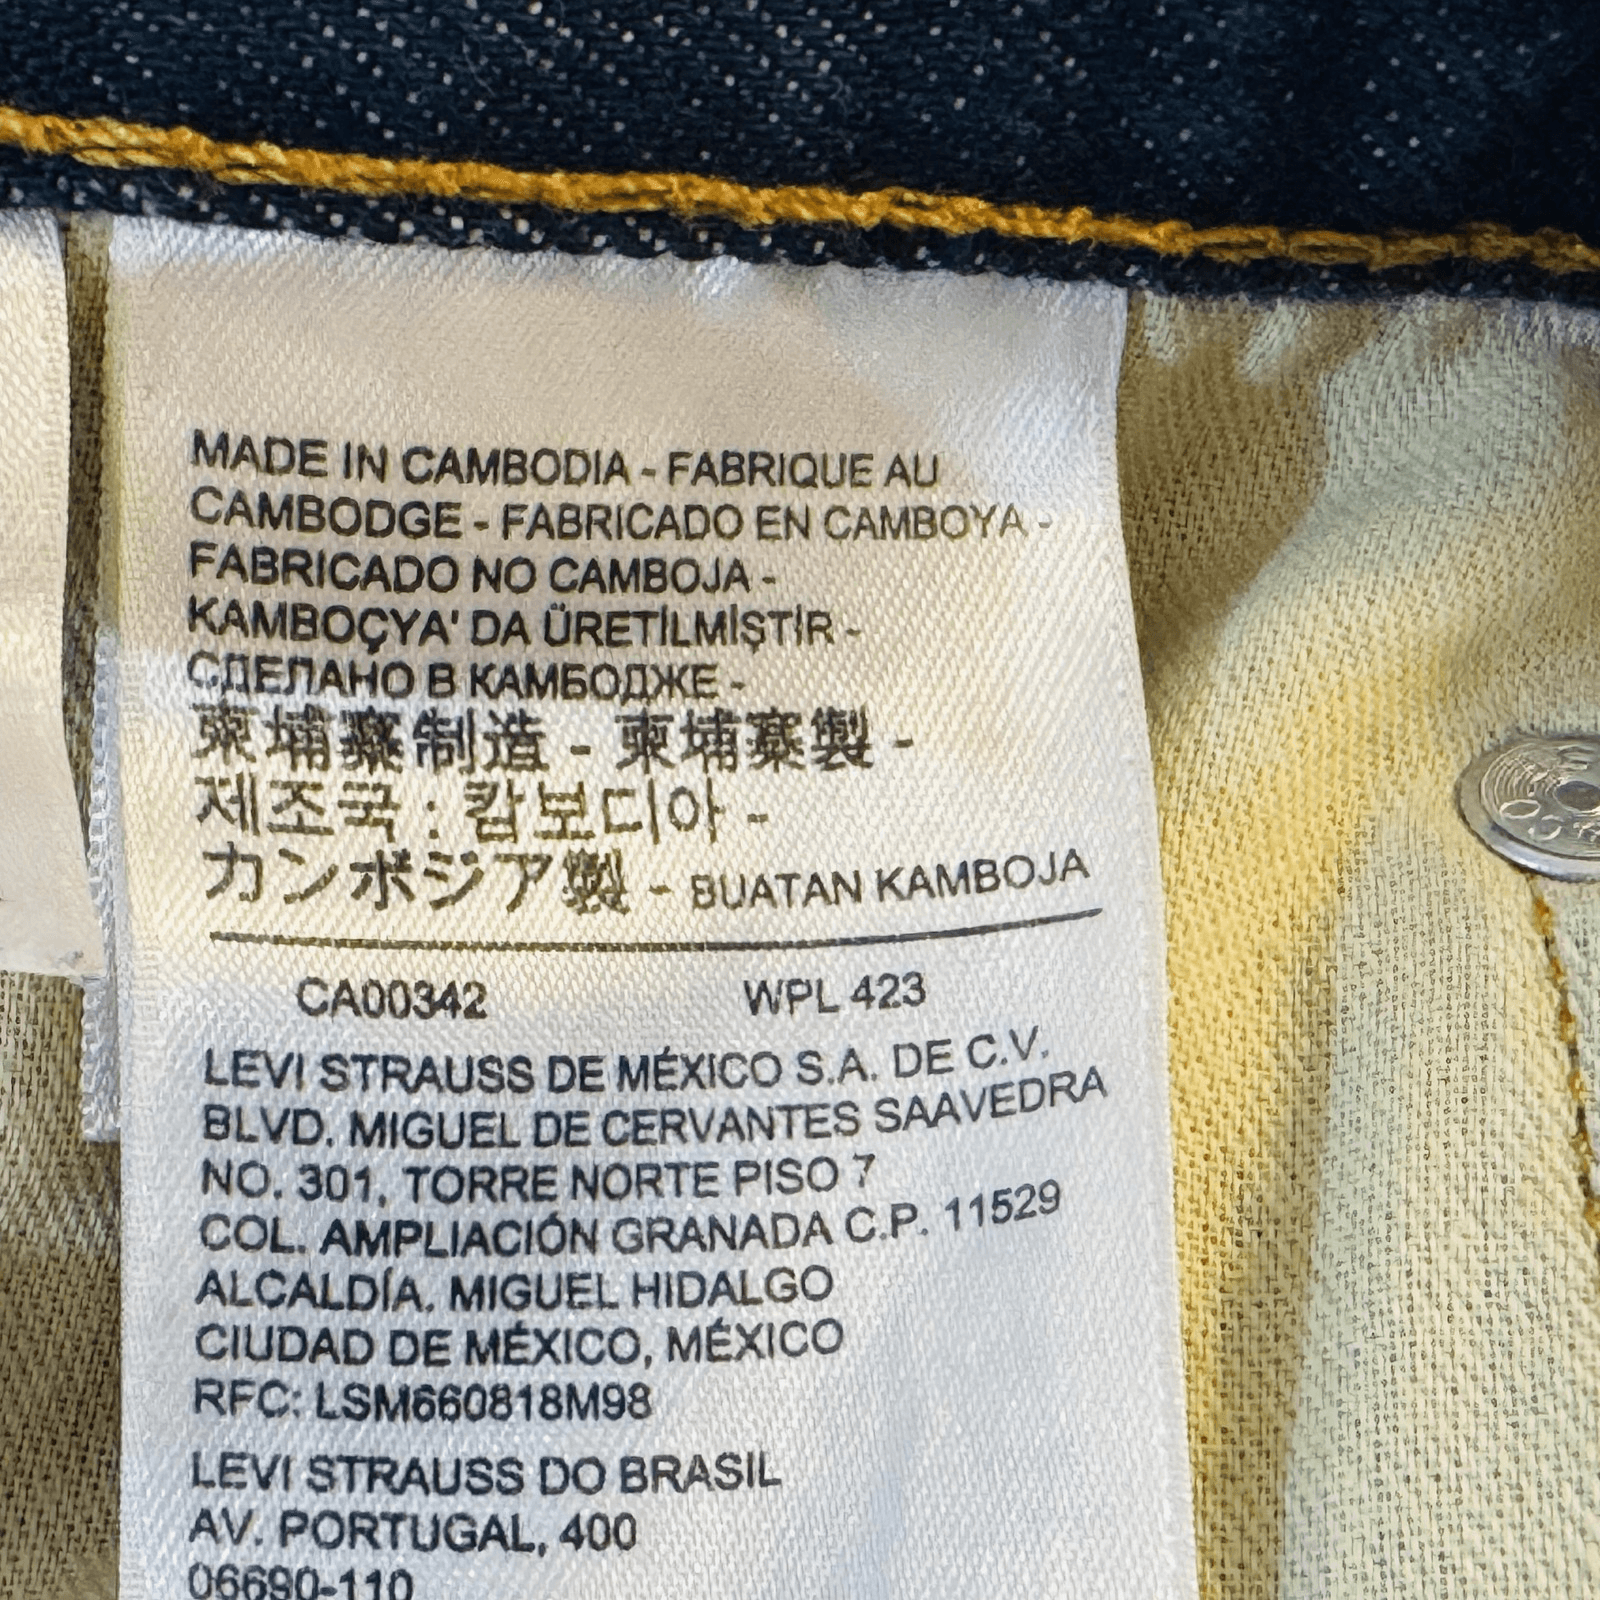 MADE IN CAMBODIA - FABRIQUE AU
CAMBODGE - FABRICADO EN CAMBOYA -
FABRICADO NO CAMBOJA -
KAMBOÇYA' DA ÜRETİLMİŞTİR -
СДЕЛАНО В КАМБОДЖЕ -
柬埔寨制造 - 柬埔寨製 -
제조국 : 캄보디아 -
カンボジア製 - BUATAN KAMBOJA
CA00342 WPL 423
LEVI STRAUSS DE MÉXICO S.A. DE C.V.
BLVD. MIGUEL DE CERVANTES SAAVEDRA
NO. 301, TORRE NORTE PISO 7
COL. AMPLIACIÓN GRANADA C.P. 11529
ALCALDÍA. MIGUEL HIDALGO
CIUDAD DE MÉXICO, MÉXICO
RFC: LSM660818M98
LEVI STRAUSS DO BRASIL
AV. PORTUGAL, 400
06690-110